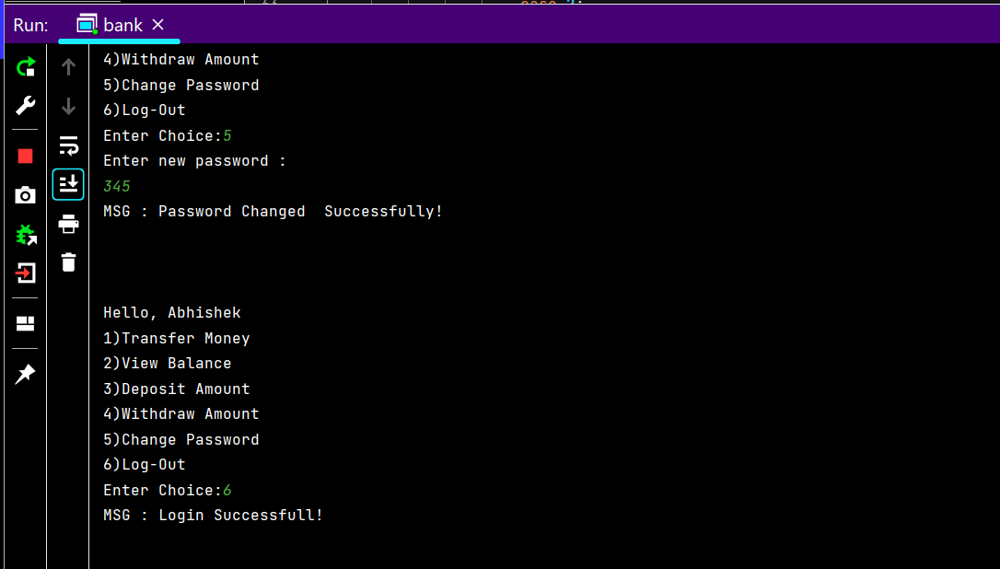 Run: bank
4)Withdraw Amount
5)Change Password
6)Log-Out
Enter Choice:5
Enter new password :
345
MSG : Password Changed  Successfully!
Hello, Abhishek
1)Transfer Money
2)View Balance
3)Deposit Amount
4)Withdraw Amount
5)Change Password
6)Log-Out
Enter Choice:6
MSG : Login Successfull!